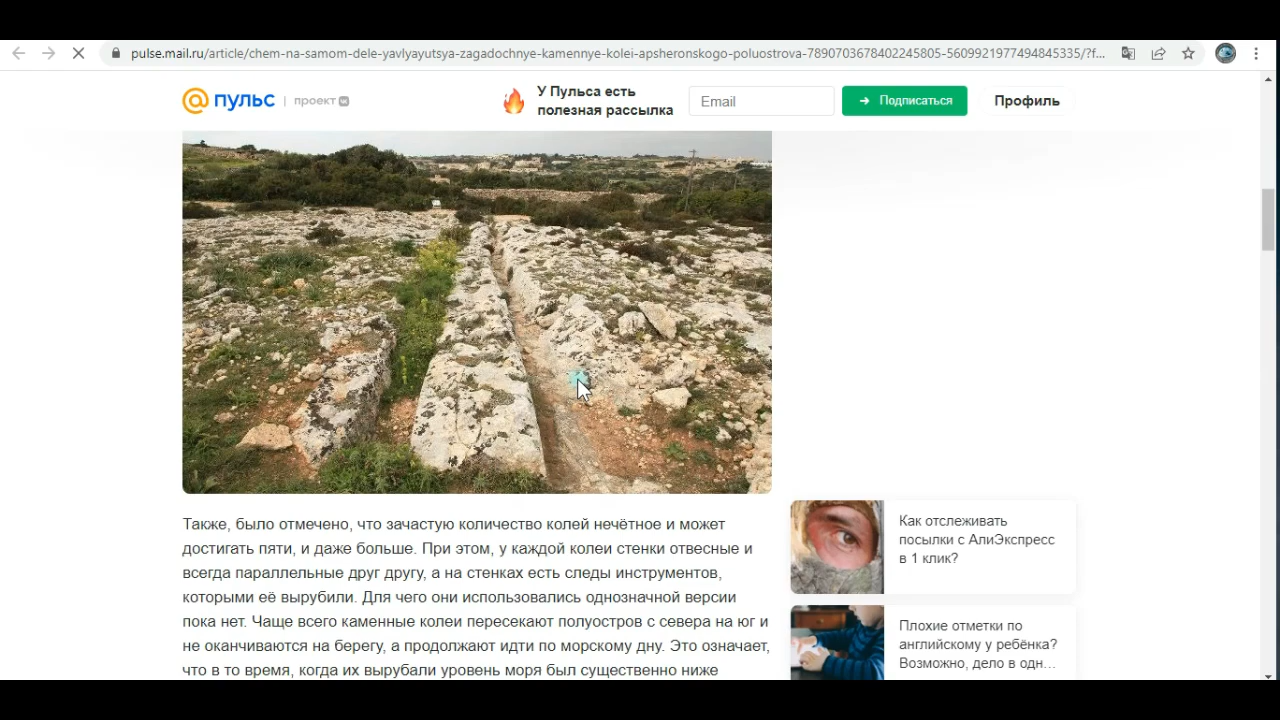 pulse.mail.ru/article/chem-na-samom-dele-yavlyayutsya-zagadochnye-kamennye-kolei-apsheronskogo-poluostrova-7890703678402245805-5609921977494845335/?f...
пульс | проект
У Пульса есть
полезная рассылка
Email
→ Подписаться
Профиль
Также, было отмечено, что зачастую количество колей нечётное и может
достигать пяти, и даже больше. При этом, у каждой колеи стенки отвесные и
всегда параллельные друг другу, а на стенках есть следы инструментов,
которыми её вырубили. Для чего они использовались однозначной версии
пока нет. Чаще всего каменные колеи пересекают полуостров с севера на юг и
не оканчиваются на берегу, а продолжают идти по морскому дну. Это означает,
что в то время, когда их вырубали уровень моря был существенно ниже
Как отслеживать
посылки с АлиЭкспресс
в 1 клик?
Плохие отметки по
английскому у ребёнка?
Возможно, дело в одн...